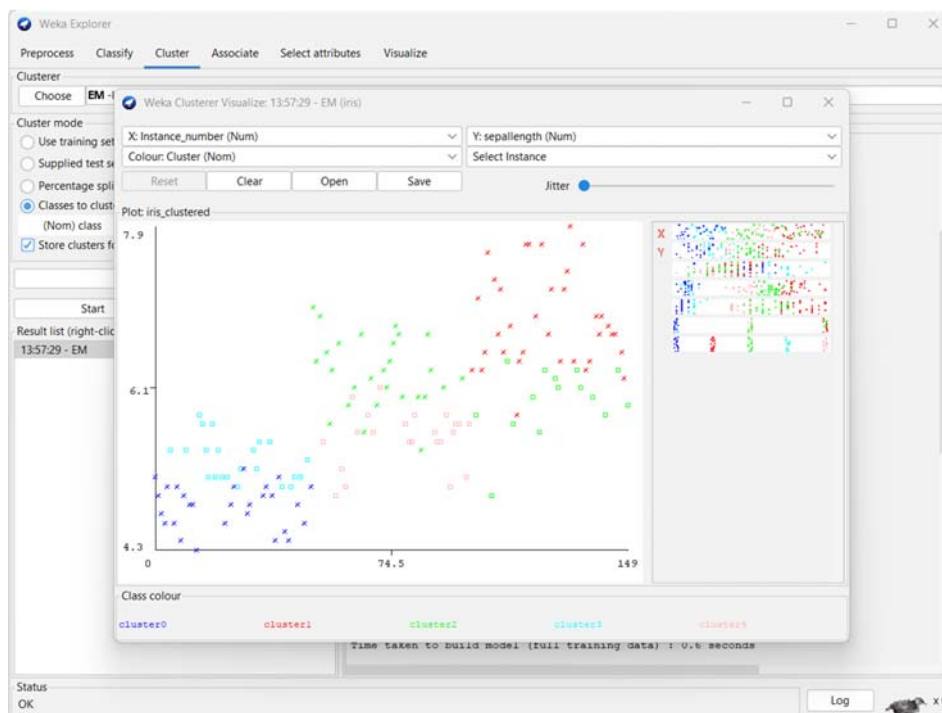 Weka Explorer
Preprocess Classify Cluster Associate Select attributes Visualize
Clusterer
Choose EM
Weka Clusterer Visualize: 13:57:29 - EM (iris)
Cluster mode
Use training set
Supplied test se
Percentage spli
Classes to cluste
(Nom) class
Store clusters fo
Start
Result list (right-clic
13:57:29 - EM
X: Instance_number (Num) Y: sepallength (Num)
Colour: Cluster (Nom) Select Instance
Reset Clear Open Save Jitter
Plot: iris_clustered
7.9
6.1
4.3
0 74.5 149
X
Y
Class colour
cluster0 cluster1 cluster2 cluster3
Time taken to build model (full training data) : 0.6 seconds
Status
OK
Log